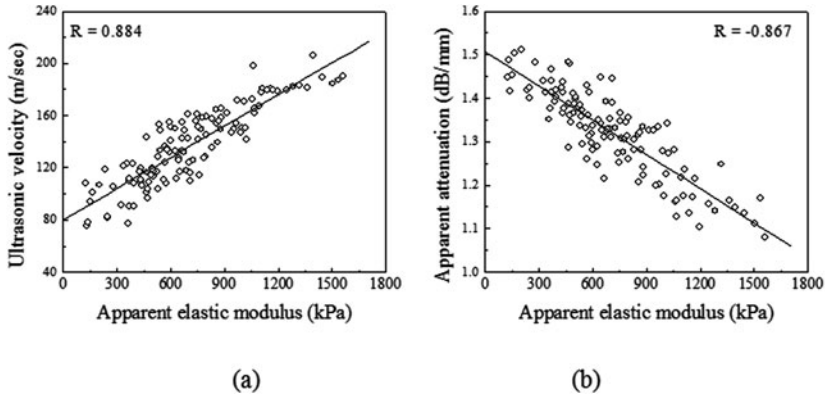 R = 0.884
Ultrasonic velocity (m/sec)
240
200
160
120
80
40
0 300 600 900 1200 1500 1800
Apparent elastic modulus (kPa)
(a)
R = -0.867
Apparent attenuation (dB/mm)
1.6
1.5
1.4
1.3
1.2
1.1
1.0
0 300 600 900 1200 1500 1800
Apparent elastic modulus (kPa)
(b)